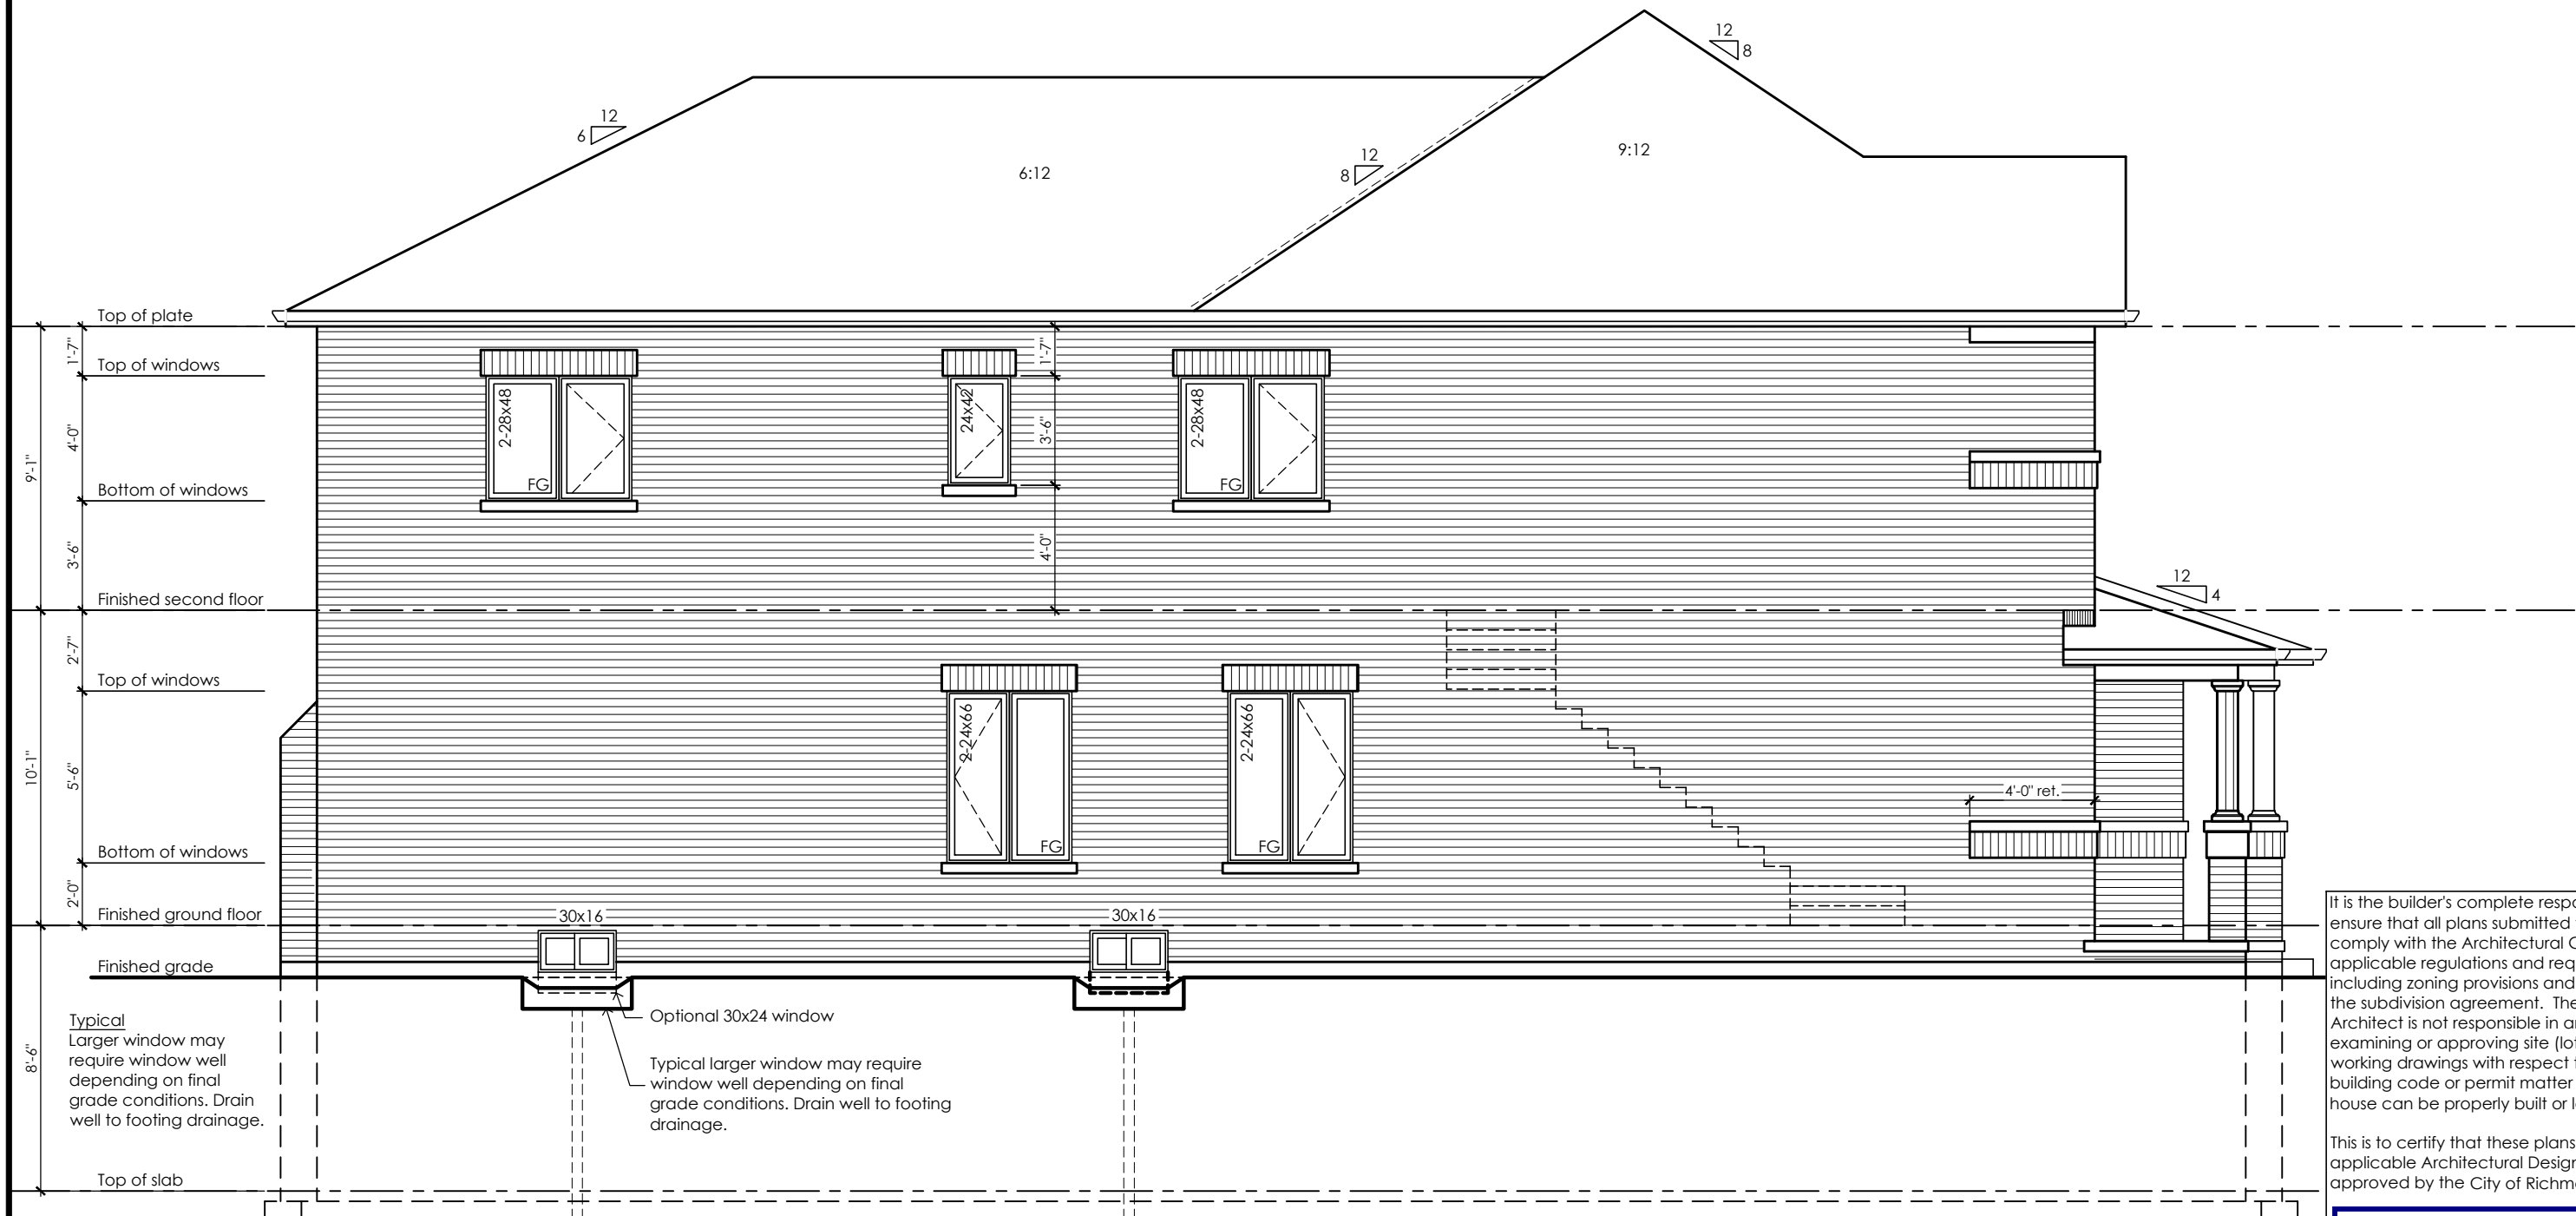 12
8
12
6
6:12
12
8
9:12
Top of plate
1'-7"
Top of windows
4'-0"
9'-1"
Bottom of windows
3'-6"
Finished second floor
2-28x48
FG
24x42
1'-7"
3'-6"
4'-0"
2-28x48
FG
12
4
2'-7"
Top of windows
10'-1"
5'-6"
Bottom of windows
2'-0"
Finished ground floor
2-24x66
FG
2-24x66
FG
4'-0" ret.
30x16
30x16
Finished grade
8'-6"
Typical
Larger window may
require window well
depending on final
grade conditions. Drain
well to footing drainage.
Optional 30x24 window
Typical larger window may require
window well depending on final
grade conditions. Drain well to footing
drainage.
Top of slab
It is the builder's complete
ensure that all plans submitted
comply with the Architectural
applicable regulations and
including zoning provisions and
the subdivision agreement. The
Architect is not responsible in
examining or approving site
working drawings with respect
building code or permit matter
house can be properly built or
This is to certify that these plans
applicable Architectural
approved by the City of